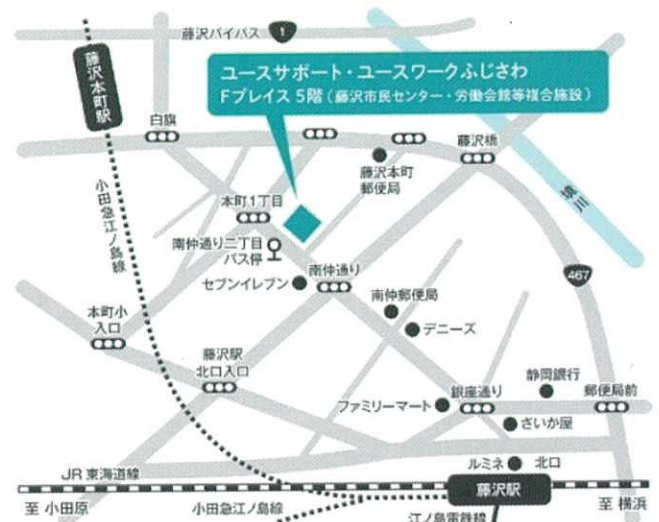 藤沢バイパス
1
藤沢本町駅
ユースサポート・ユースワークふじさわ
Fプレイス 5階（藤沢市民センター・労働会館等複合施設）
白旗
藤沢橋
藤沢本町
郵便局
境川
小田急江ノ島線
本町1丁目
南仲通り二丁目
バス停
セブンイレブン
南仲通り
467
南仲郵便局
デニーズ
本町小
入口
藤沢駅
北口入口
静岡銀行
ファミリーマート
銀座通り
郵便局前
さいか屋
ルミネ
北口
JR 東海道線
藤沢駅
至 小田原
小田急江ノ島線
江ノ島電鉄線
至 横浜